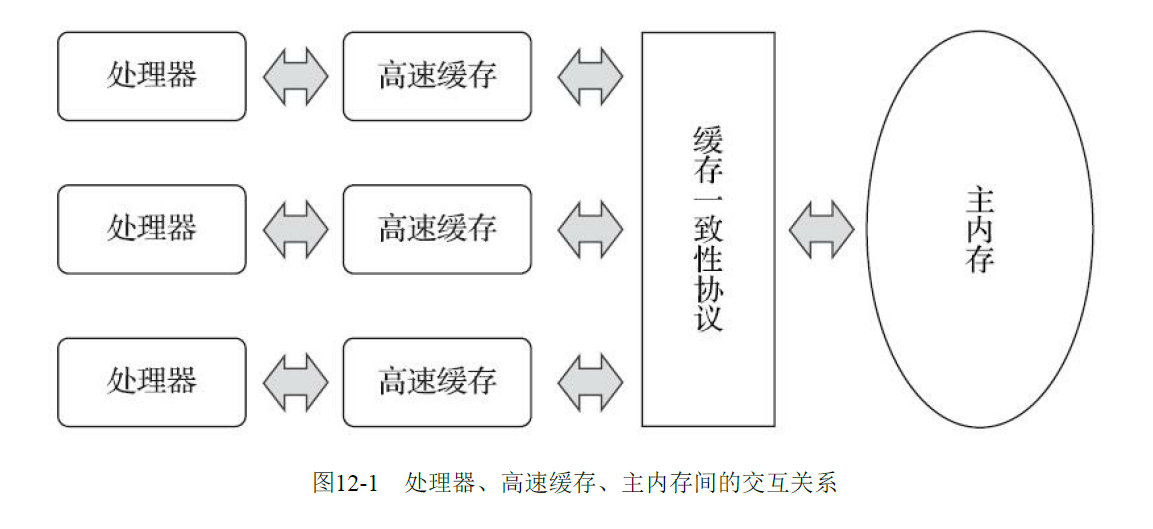 处理器
高速缓存
处理器
高速缓存
处理器
高速缓存
缓存一致性协议
主内存
图12-1 处理器、高速缓存、主内存间的交互关系